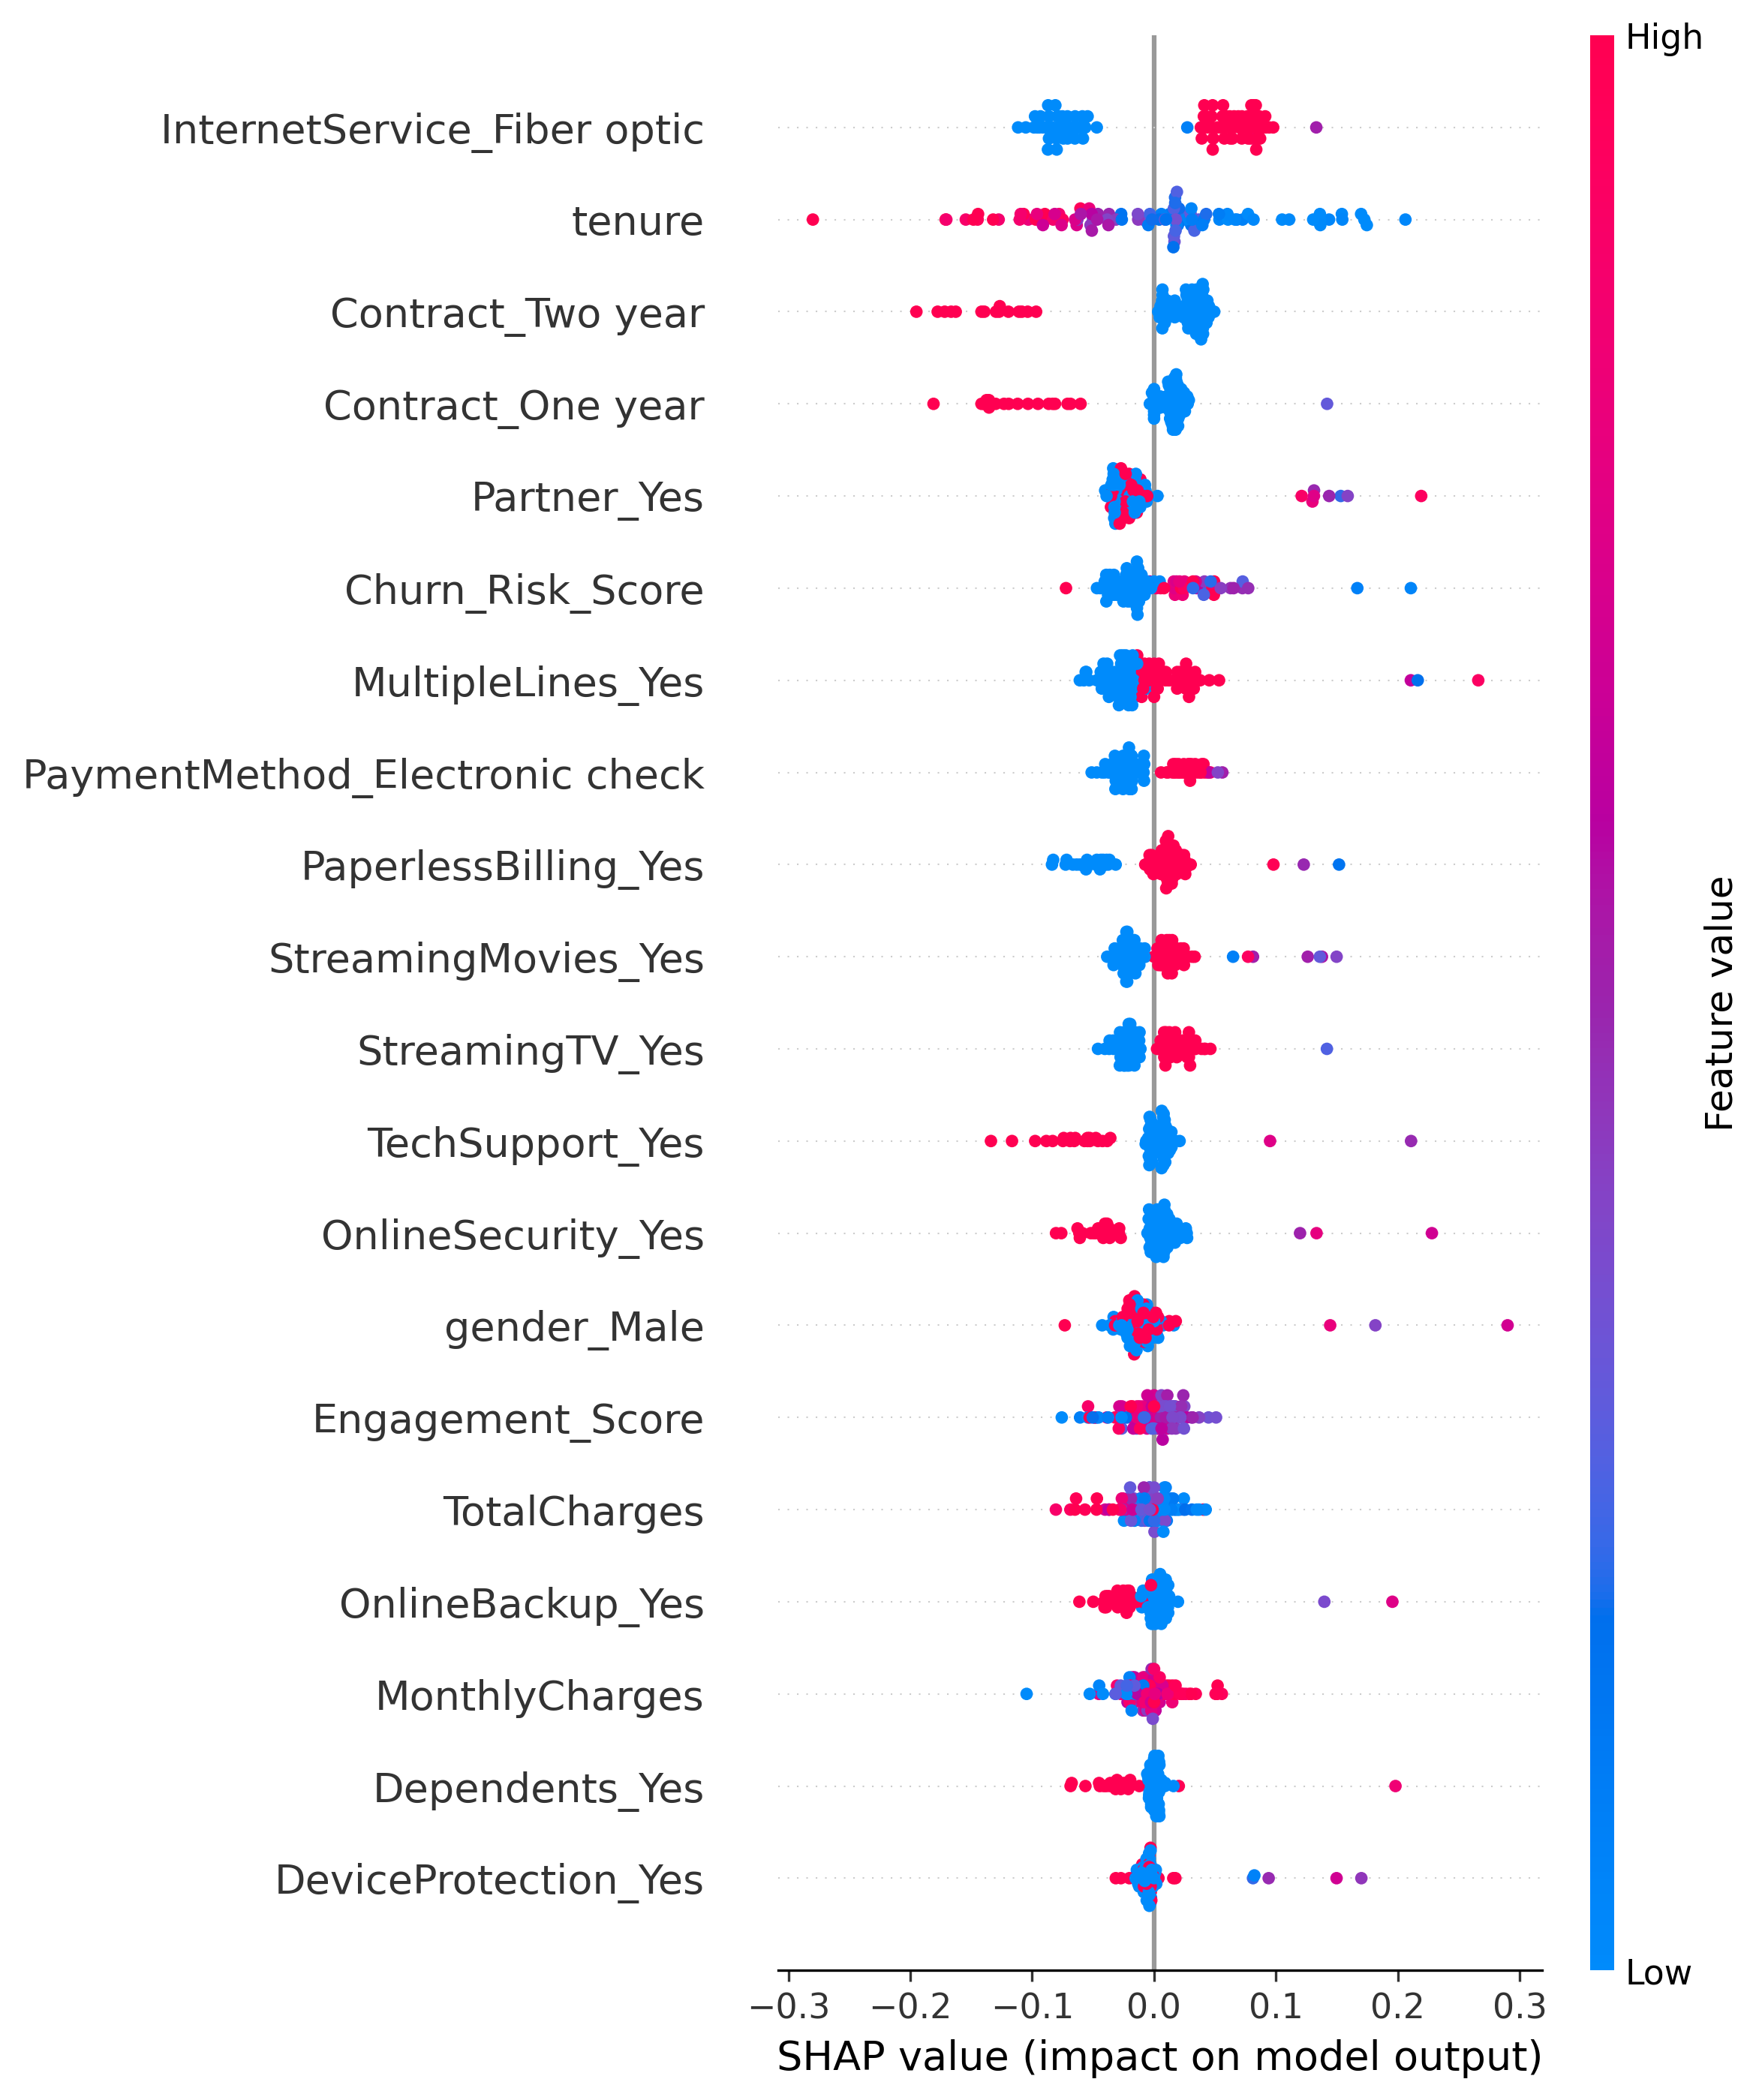 High
InternetService_Fiber optic
tenure
Contract_Two year
Contract_One year
Partner_Yes
Churn_Risk_Score
MultipleLines_Yes
PaymentMethod_Electronic check
PaperlessBilling_Yes
StreamingMovies_Yes
StreamingTV_Yes
TechSupport_Yes
OnlineSecurity_Yes
gender_Male
Engagement_Score
TotalCharges
OnlineBackup_Yes
MonthlyCharges
Dependents_Yes
DeviceProtection_Yes
Feature value
Low
−0.3 −0.2 −0.1 0.0 0.1 0.2 0.3
SHAP value (impact on model output)